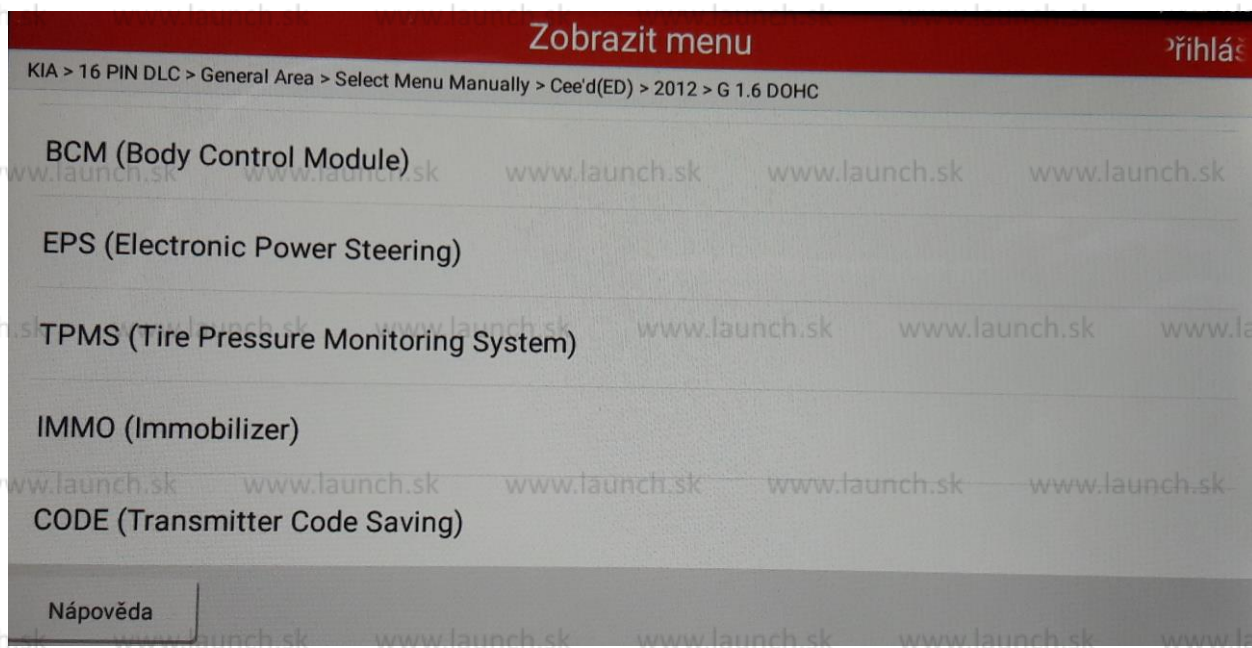 Zobrazit menu
KIA > 16 PIN DLC > General Area > Select Menu Manually > Cee'd(ED) > 2012 > G 1.6 DOHC
BCM (Body Control Module)
EPS (Electronic Power Steering)
TPMS (Tire Pressure Monitoring System)
IMMO (Immobilizer)
CODE (Transmitter Code Saving)
Nápověda
www.launch.sk